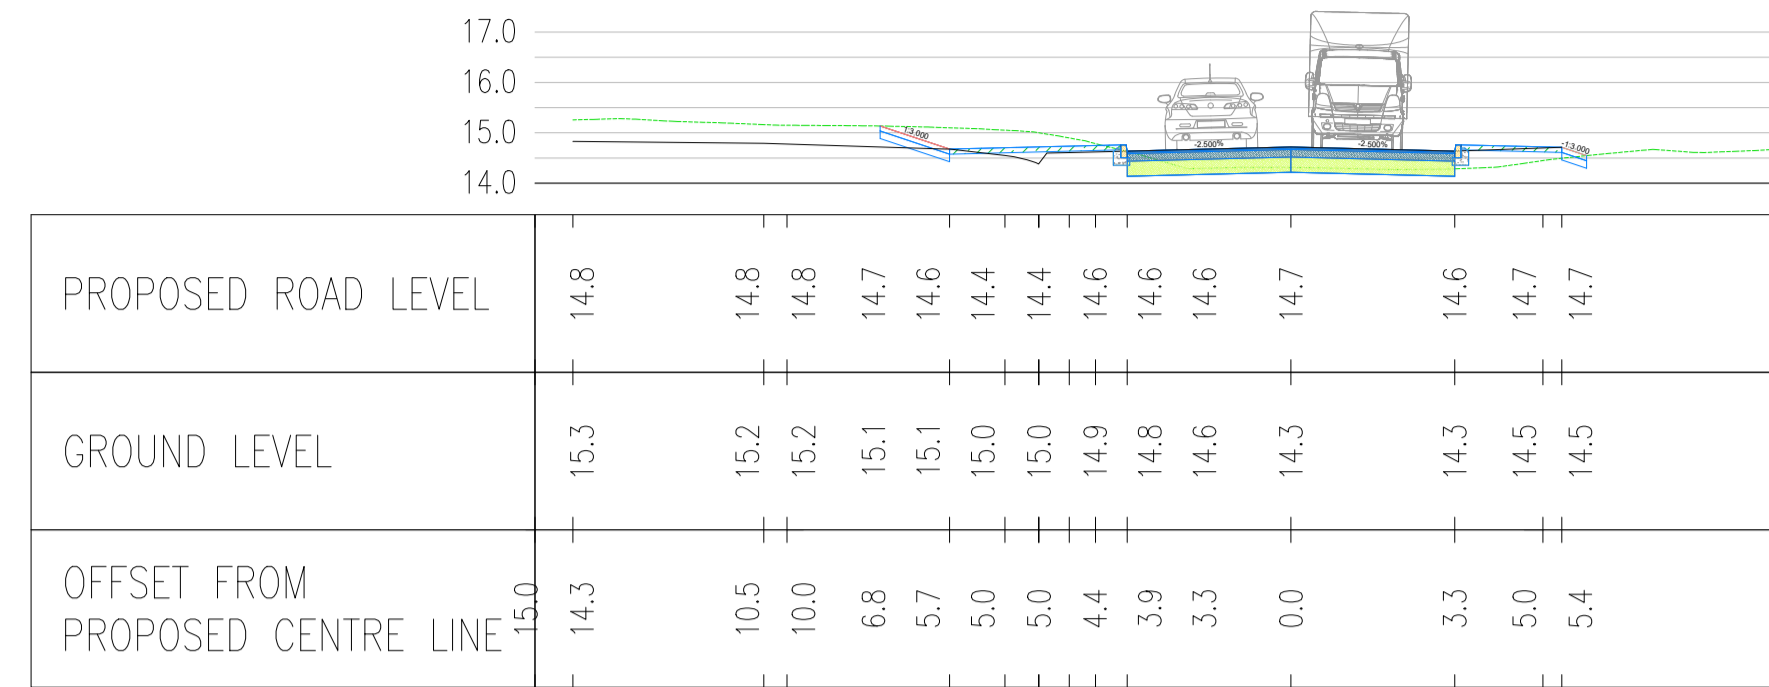 17.0
16.0
15.0
14.0
1:3.000
-2.500%
-2.500%
-1:3.000
PROPOSED ROAD LEVEL
14.8 14.8 14.8 14.7 14.6 14.4 14.4 14.6 14.6 14.6 14.7 14.6 14.7 14.7
GROUND LEVEL
15.3 15.2 15.2 15.1 15.1 15.0 15.0 14.9 14.8 14.6 14.3 14.3 14.5 14.5
OFFSET FROM
PROPOSED CENTRE LINE
15.0 14.3 10.5 10.0 6.8 5.7 5.0 5.0 4.4 3.9 3.3 0.0 3.3 5.0 5.4